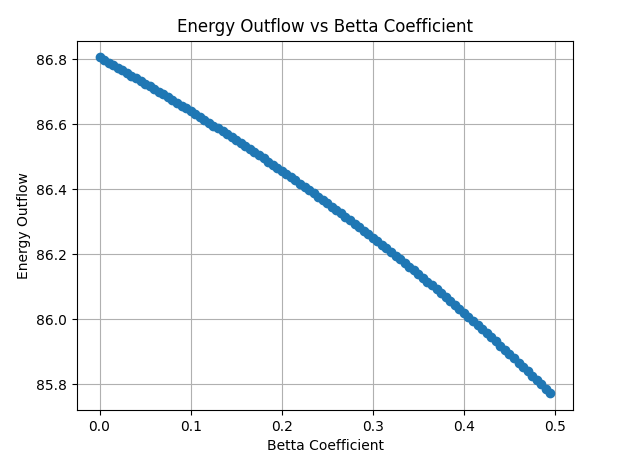 Energy Outflow vs Betta Coefficient
86.8
86.6
86.4
86.2
86.0
85.8
Energy Outflow
0.0 0.1 0.2 0.3 0.4 0.5
Betta Coefficient